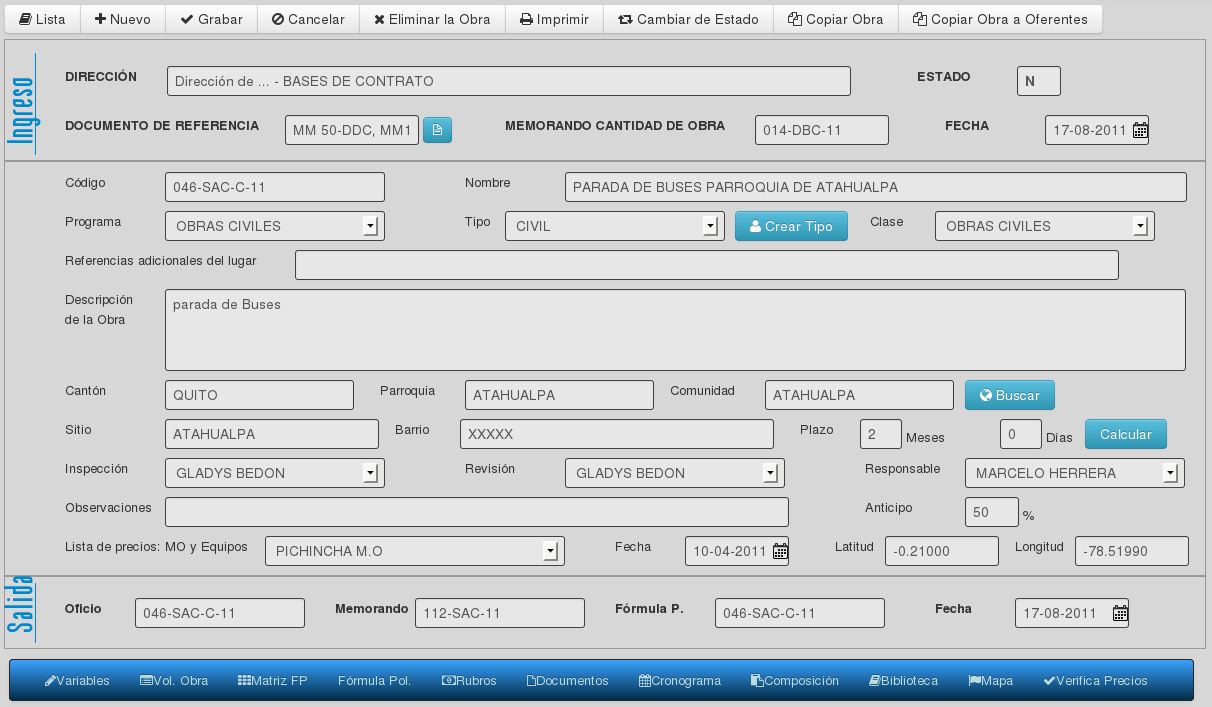 Lista Nuevo Grabar Cancelar Eliminar la Obra Imprimir Cambiar de Estado Copiar Obra Copiar Obra a Oferentes
Ingreso
DIRECCIÓN Dirección de ... - BASES DE CONTRATO ESTADO N
DOCUMENTO DE REFERENCIA MM 50-DDC, MM1 MEMORANDO CANTIDAD DE OBRA 014-DBC-11 FECHA 17-08-2011
Código 046-SAC-C-11 Nombre PARADA DE BUSES PARROQUIA DE ATAHUALPA
Programa OBRAS CIVILES Tipo CIVIL Crear Tipo Clase OBRAS CIVILES
Referencias adicionales del lugar
Descripción parada de Buses
de la Obra
Cantón QUITO Parroquia ATAHUALPA Comunidad ATAHUALPA Buscar
Sitio ATAHUALPA Barrio XXXXX Plazo 2 Meses 0 Días Calcular
Inspección GLADYS BEDON Revisión GLADYS BEDON Responsable MARCELO HERRERA
Observaciones Anticipo 50 %
Lista de precios: MO y Equipos PICHINCHA M.O Fecha 10-04-2011 Latitud -0.21000 Longitud -78.51990
Salida
Oficio 046-SAC-C-11 Memorando 112-SAC-11 Fórmula P. 046-SAC-C-11 Fecha 17-08-2011
Variables Vol. Obra Matriz FP Fórmula Pol. Rubros Documentos Cronograma Composición Biblioteca Mapa Verifica Precios